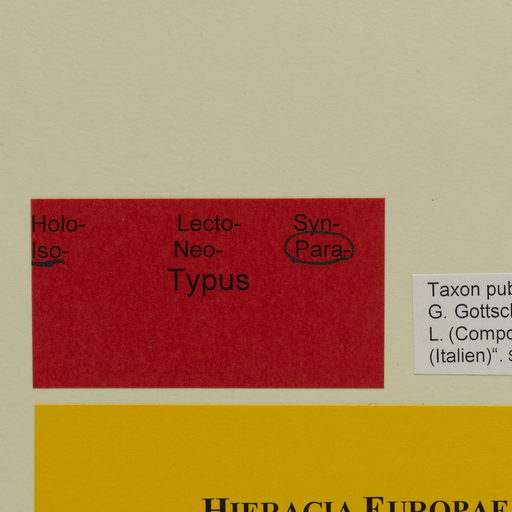 Holo- Lecto- Syn-
Iso- Neo- Para-
Typus
Taxon pub
G. Gottsch
L. (Compo
(Italien)“. S
HIERACIA EUROPAE